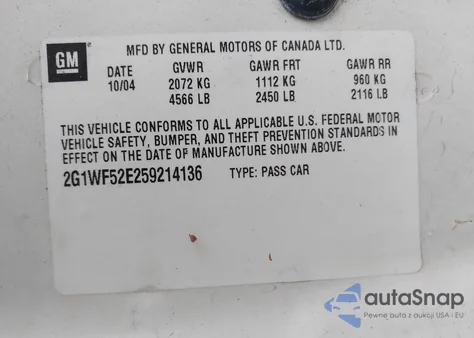 GM
MFD BY GENERAL MOTORS OF CANADA LTD.
DATE GVWR GAWR FRT GAWR RR
10/04 2072 KG 1112 KG 960 KG
4566 LB 2450 LB 2116 LB
THIS VEHICLE CONFORMS TO ALL APPLICABLE U.S. FEDERAL MOTOR
VEHICLE SAFETY, BUMPER, AND THEFT PREVENTION STANDARDS IN
EFFECT ON THE DATE OF MANUFACTURE SHOWN ABOVE.
2G1WF52E259214136 TYPE: PASS CAR
autoSnap
Pewne auta z aukcji USA i EU